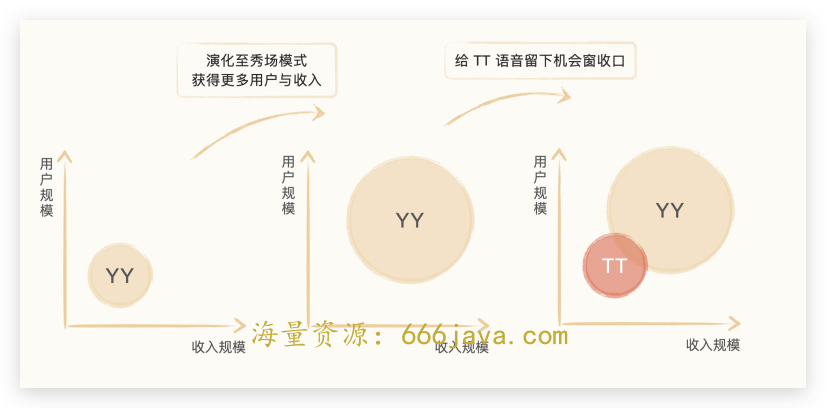 演化至秀场模式
获得更多用户与收入
给 TT 语音留下机会窗收口
用户规模
YY
收入规模
用户规模
YY
收入规模
用户规模
YY
TT
收入规模
海量资源：666java.com